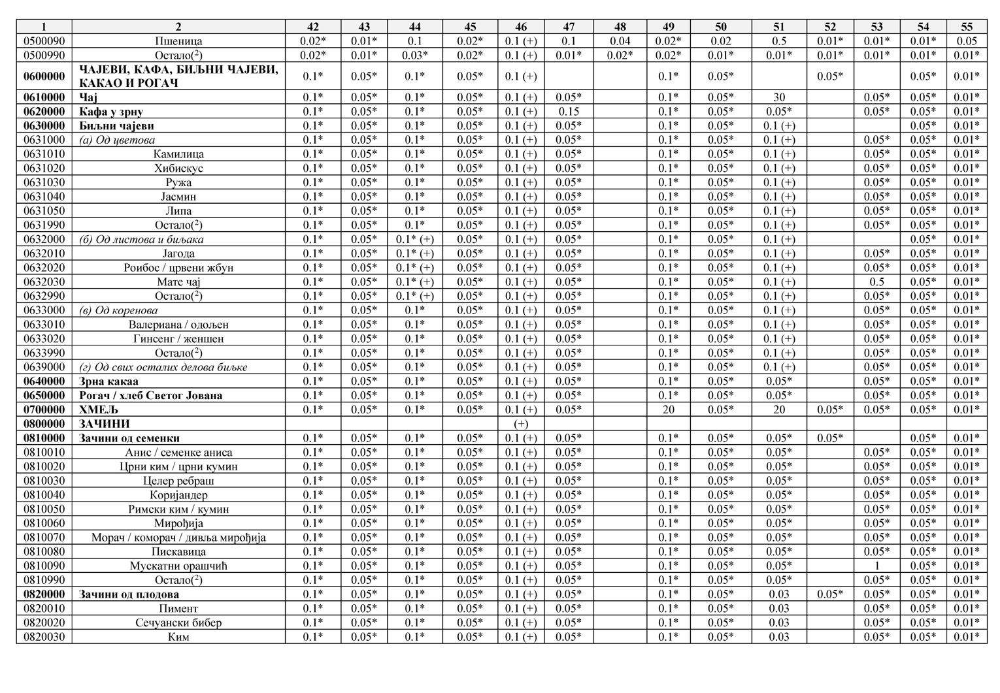 1 2 42 43 44 45 46 47 48 49 50 51 52 53 54 55
0500090 Пшеница 0.02* 0.01* 0.1 0.02* 0.1 (+) 0.1 0.04 0.02* 0.02 0.5 0.01* 0.01* 0.01* 0.05
0500990 Остало(2) 0.02* 0.01* 0.03* 0.02* 0.1 (+) 0.01* 0.02* 0.02* 0.01* 0.01* 0.01* 0.01* 0.01* 0.01*
0600000 ЧАЈЕВИ, КАФА, БИЉНИ ЧАЈЕВИ,
КАКАО И РОГАЧ 0.1* 0.05* 0.1* 0.05* 0.1 (+) 0.1* 0.05* 0.05* 0.05* 0.01*
0610000 Чај 0.1* 0.05* 0.1* 0.05* 0.1 (+) 0.05* 0.1* 0.05* 30 0.05* 0.05* 0.01*
0620000 Кафа у зрну 0.1* 0.05* 0.1* 0.05* 0.1 (+) 0.15 0.1* 0.05* 0.05* 0.05* 0.05* 0.01*
0630000 Биљни чајеви 0.1* 0.05* 0.1* 0.05* 0.1 (+) 0.05* 0.1* 0.05* 0.1 (+) 0.05* 0.01*
0631000 (а) Од цветова 0.1* 0.05* 0.1* 0.05* 0.1 (+) 0.05* 0.1* 0.05* 0.1 (+) 0.05* 0.05* 0.01*
0631010 Камилица 0.1* 0.05* 0.1* 0.05* 0.1 (+) 0.05* 0.1* 0.05* 0.1 (+) 0.05* 0.05* 0.01*
0631020 Хибискус 0.1* 0.05* 0.1* 0.05* 0.1 (+) 0.05* 0.1* 0.05* 0.1 (+) 0.05* 0.05* 0.01*
0631030 Ружа 0.1* 0.05* 0.1* 0.05* 0.1 (+) 0.05* 0.1* 0.05* 0.1 (+) 0.05* 0.05* 0.01*
0631040 Јасмин 0.1* 0.05* 0.1* 0.05* 0.1 (+) 0.05* 0.1* 0.05* 0.1 (+) 0.05* 0.05* 0.01*
0631050 Липа 0.1* 0.05* 0.1* 0.05* 0.1 (+) 0.05* 0.1* 0.05* 0.1 (+) 0.05* 0.05* 0.01*
0631990 Остало(2) 0.1* 0.05* 0.1* 0.05* 0.1 (+) 0.05* 0.1* 0.05* 0.1 (+) 0.05* 0.05* 0.01*
0632000 (б) Од листова и биљака 0.1* 0.05* 0.1* (+) 0.05* 0.1 (+) 0.05* 0.1* 0.05* 0.1 (+) 0.05* 0.01*
0632010 Јагода 0.1* 0.05* 0.1* (+) 0.05* 0.1 (+) 0.05* 0.1* 0.05* 0.1 (+) 0.05* 0.05* 0.01*
0632020 Роибос / црвени жбун 0.1* 0.05* 0.1* (+) 0.05* 0.1 (+) 0.05* 0.1* 0.05* 0.1 (+) 0.05* 0.05* 0.01*
0632030 Мате чај 0.1* 0.05* 0.1* (+) 0.05* 0.1 (+) 0.05* 0.1* 0.05* 0.1 (+) 0.5 0.05* 0.01*
0632990 Остало(2) 0.1* 0.05* 0.1* (+) 0.05* 0.1 (+) 0.05* 0.1* 0.05* 0.1 (+) 0.05* 0.05* 0.01*
0633000 (в) Од коренова 0.1* 0.05* 0.1* 0.05* 0.1 (+) 0.05* 0.1* 0.05* 0.1 (+) 0.05* 0.05* 0.01*
0633010 Валериана / одољен 0.1* 0.05* 0.1* 0.05* 0.1 (+) 0.05* 0.1* 0.05* 0.1 (+) 0.05* 0.05* 0.01*
0633020 Гинсенг / женшен 0.1* 0.05* 0.1* 0.05* 0.1 (+) 0.05* 0.1* 0.05* 0.1 (+) 0.05* 0.05* 0.01*
0633990 Остало(2) 0.1* 0.05* 0.1* 0.05* 0.1 (+) 0.05* 0.1* 0.05* 0.1 (+) 0.05* 0.05* 0.01*
0639000 (г) Од свих осталих делова биљке 0.1* 0.05* 0.1* 0.05* 0.1 (+) 0.05* 0.1* 0.05* 0.1 (+) 0.05* 0.05* 0.01*
0640000 Зрна какаа 0.1* 0.05* 0.1* 0.05* 0.1 (+) 0.05* 0.1* 0.05* 0.05* 0.05* 0.05* 0.01*
0650000 Рогач / хлеб Светог Јована 0.1* 0.05* 0.1* 0.05* 0.1 (+) 0.05* 0.1* 0.05* 0.05* 0.05* 0.05* 0.01*
0700000 ХМЕЉ 0.1* 0.05* 0.1* 0.05* 0.1 (+) 0.05* 20 0.05* 20 0.05* 0.05* 0.05* 0.01*
0800000 ЗАЧИНИ (+)
0810000 Зачини од семенки 0.1* 0.05* 0.1* 0.05* 0.1 (+) 0.05* 0.1* 0.05* 0.05* 0.05* 0.05* 0.01*
0810010 Анис / семенке аниса 0.1* 0.05* 0.1* 0.05* 0.1 (+) 0.05* 0.1* 0.05* 0.05* 0.05* 0.05* 0.01*
0810020 Црни ким / црни кумин 0.1* 0.05* 0.1* 0.05* 0.1 (+) 0.05* 0.1* 0.05* 0.05* 0.05* 0.05* 0.01*
0810030 Целер ребраш 0.1* 0.05* 0.1* 0.05* 0.1 (+) 0.05* 0.1* 0.05* 0.05* 0.05* 0.05* 0.01*
0810040 Коријандер 0.1* 0.05* 0.1* 0.05* 0.1 (+) 0.05* 0.1* 0.05* 0.05* 0.05* 0.05* 0.01*
0810050 Римски ким / кумин 0.1* 0.05* 0.1* 0.05* 0.1 (+) 0.05* 0.1* 0.05* 0.05* 0.05* 0.05* 0.01*
0810060 Мирођија 0.1* 0.05* 0.1* 0.05* 0.1 (+) 0.05* 0.1* 0.05* 0.05* 0.05* 0.05* 0.01*
0810070 Морач / коморач / дивља мирођија 0.1* 0.05* 0.1* 0.05* 0.1 (+) 0.05* 0.1* 0.05* 0.05* 0.05* 0.05* 0.01*
0810080 Пискавица 0.1* 0.05* 0.1* 0.05* 0.1 (+) 0.05* 0.1* 0.05* 0.05* 0.05* 0.05* 0.01*
0810090 Мускатни орашчић 0.1* 0.05* 0.1* 0.05* 0.1 (+) 0.05* 0.1* 0.05* 0.05* 1 0.05* 0.01*
0810990 Остало(2) 0.1* 0.05* 0.1* 0.05* 0.1 (+) 0.05* 0.1* 0.05* 0.05* 0.05* 0.05* 0.01*
0820000 Зачини од плодова 0.1* 0.05* 0.1* 0.05* 0.1 (+) 0.05* 0.1* 0.05* 0.03 0.05* 0.05* 0.05* 0.01*
0820010 Пимент 0.1* 0.05* 0.1* 0.05* 0.1 (+) 0.05* 0.1* 0.05* 0.03 0.05* 0.05* 0.01*
0820020 Сечуански бибер 0.1* 0.05* 0.1* 0.05* 0.1 (+) 0.05* 0.1* 0.05* 0.03 0.05* 0.05* 0.01*
0820030 Ким 0.1* 0.05* 0.1* 0.05* 0.1 (+) 0.05* 0.1* 0.05* 0.03 0.05* 0.05* 0.01*